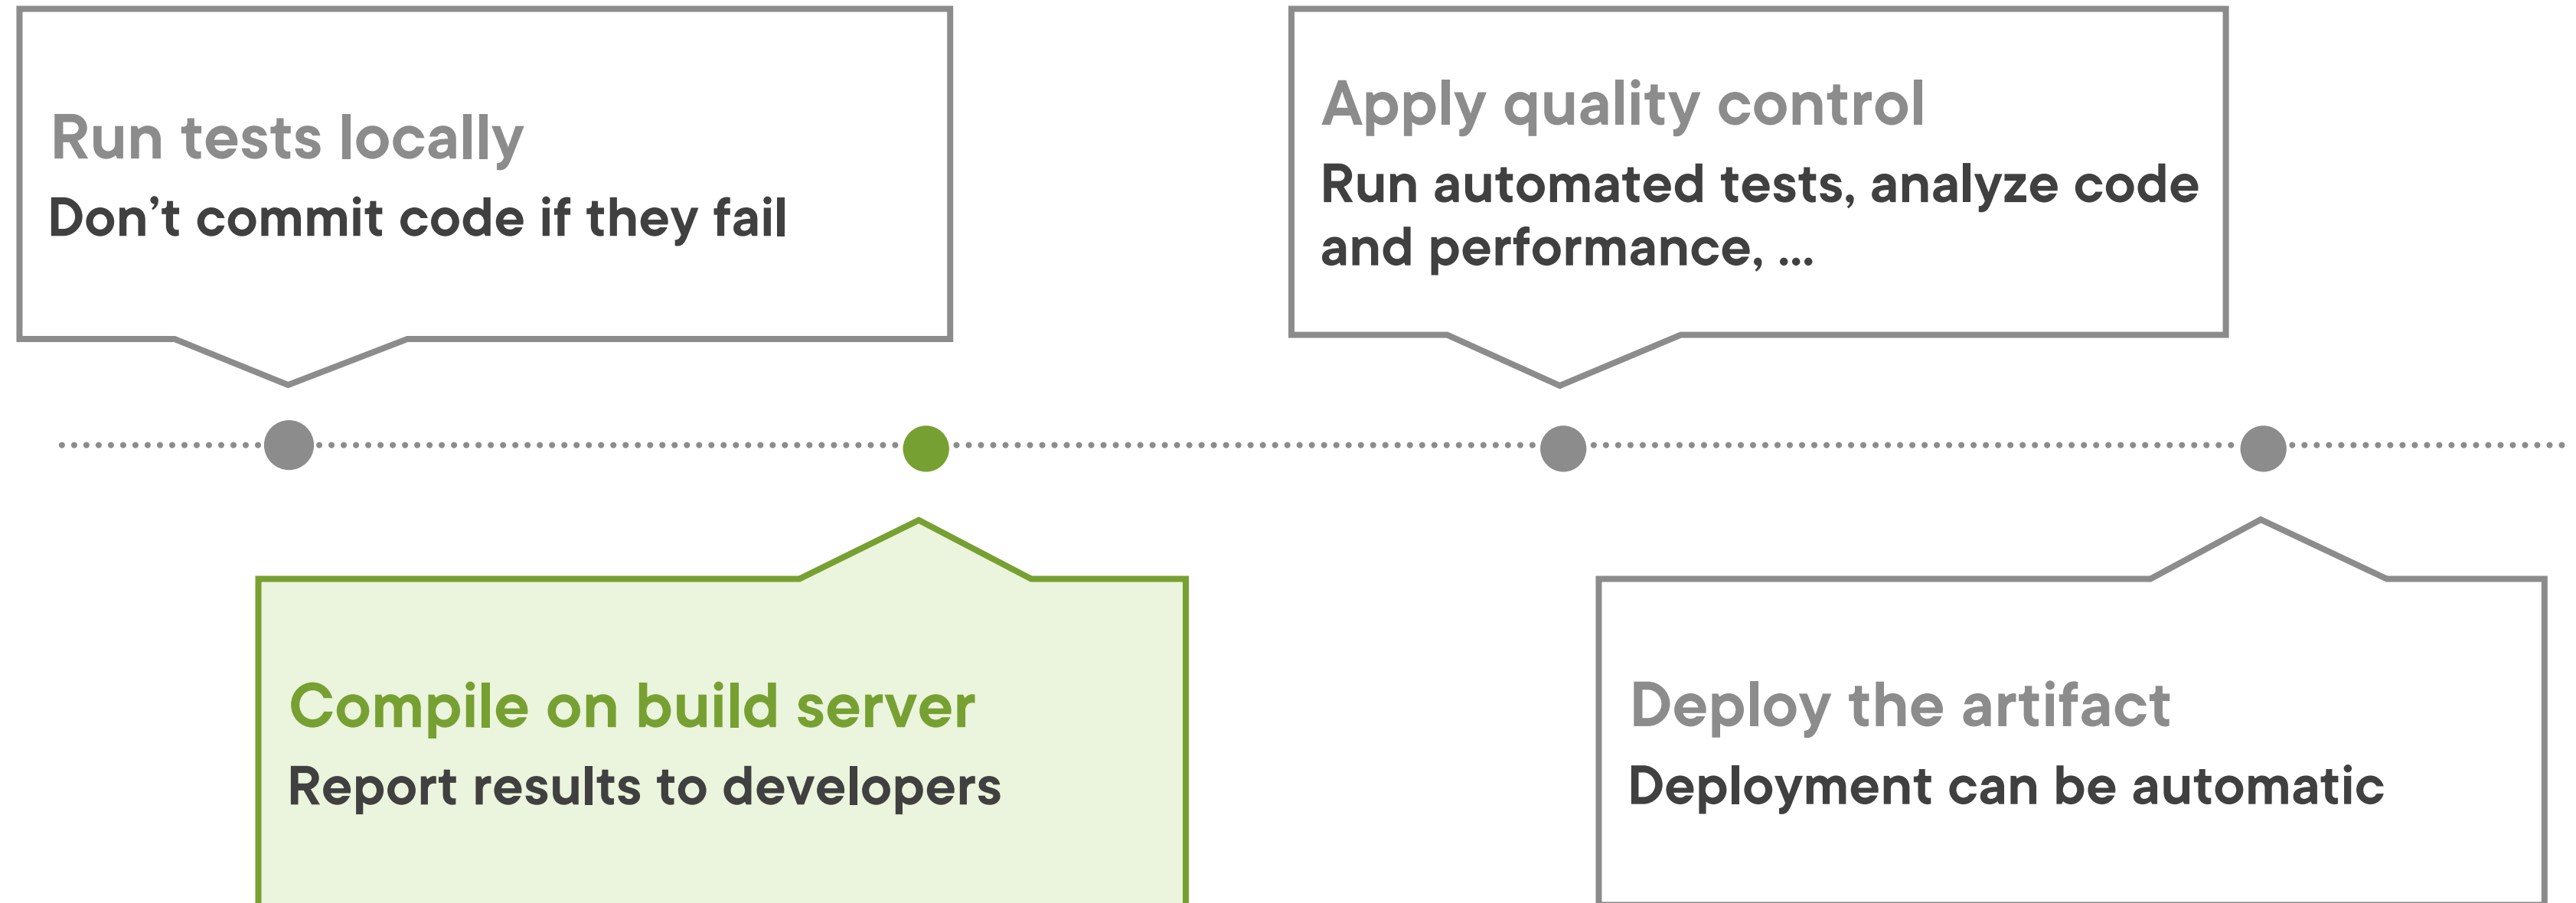 Run tests locally
Don’t commit code if they fail
Compile on build server
Report results to developers
Apply quality control
Run automated tests, analyze code
and performance, ...
Deploy the artifact
Deployment can be automatic